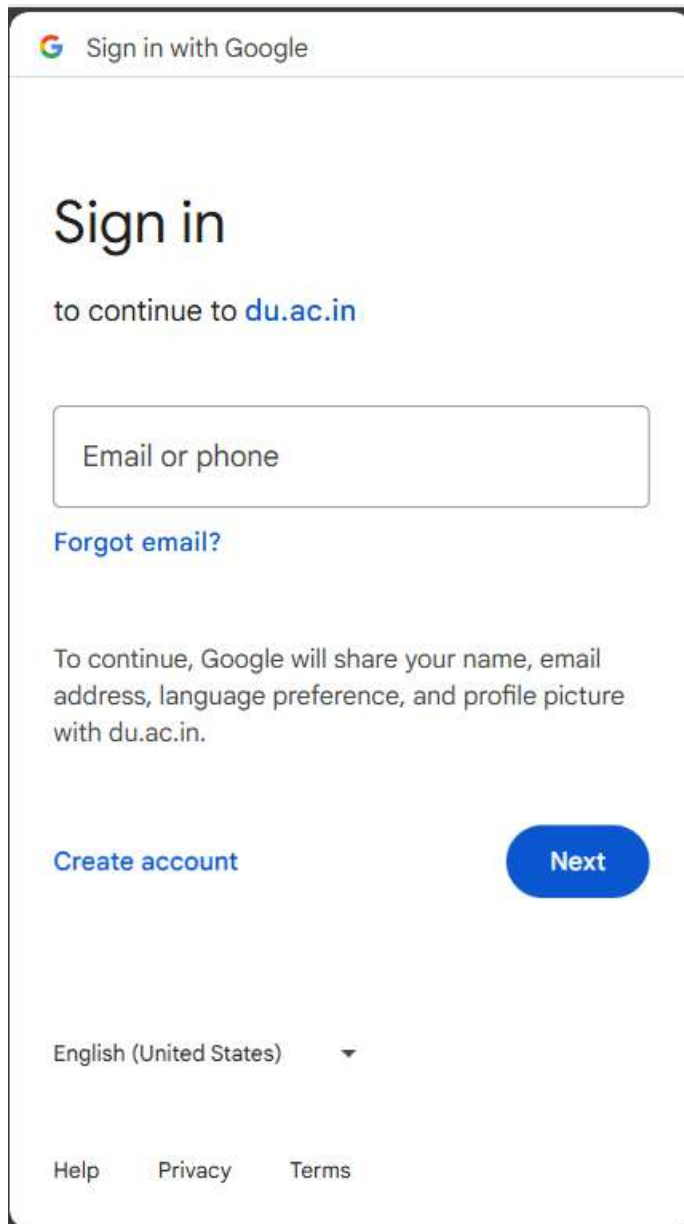 Sign in with Google
Sign in
to continue to du.ac.in
Email or phone
Forgot email?
To continue, Google will share your name, email
address, language preference, and profile picture
with du.ac.in.
Create account
Next
English (United States)
Help Privacy Terms